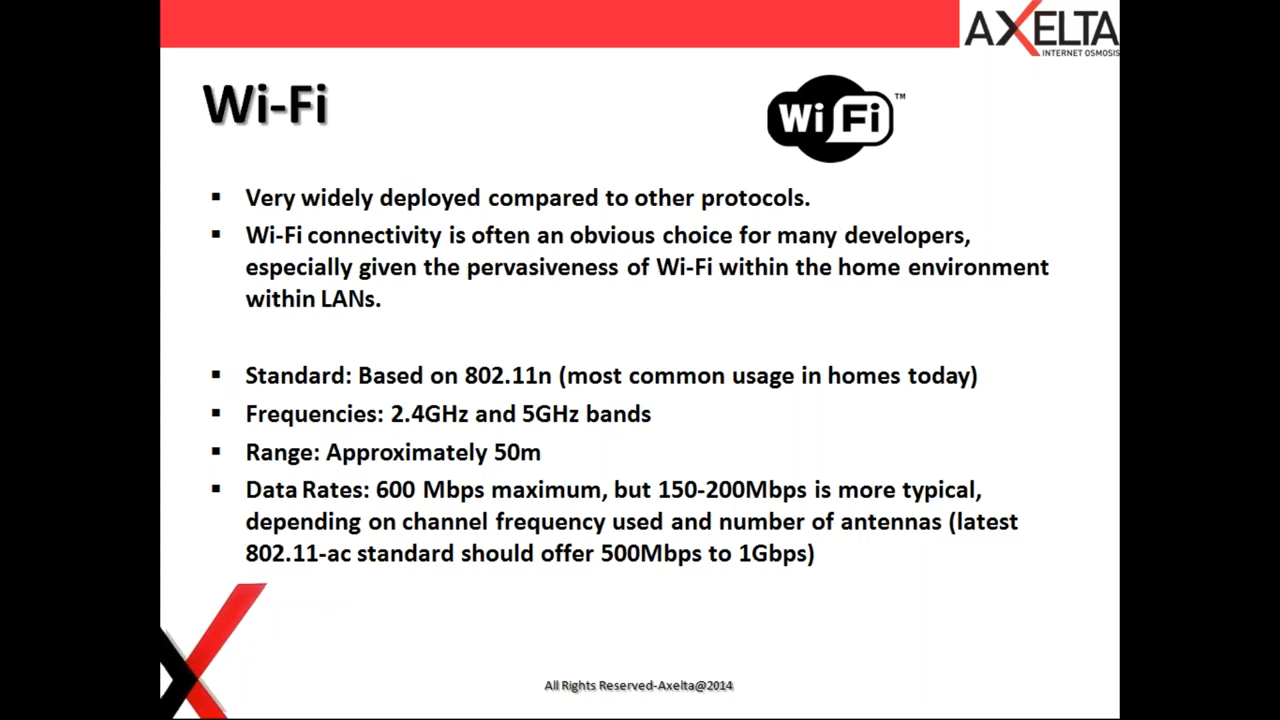 AXELTA
INTERNET OSMOSIS
Wi-Fi
Wi Fi ™
▪ Very widely deployed compared to other protocols.
▪ Wi-Fi connectivity is often an obvious choice for many developers,
especially given the pervasiveness of Wi-Fi within the home environment
within LANs.
▪ Standard: Based on 802.11n (most common usage in homes today)
▪ Frequencies: 2.4GHz and 5GHz bands
▪ Range: Approximately 50m
▪ Data Rates: 600 Mbps maximum, but 150-200Mbps is more typical,
depending on channel frequency used and number of antennas (latest
802.11-ac standard should offer 500Mbps to 1Gbps)
All Rights Reserved-Axelta@2014